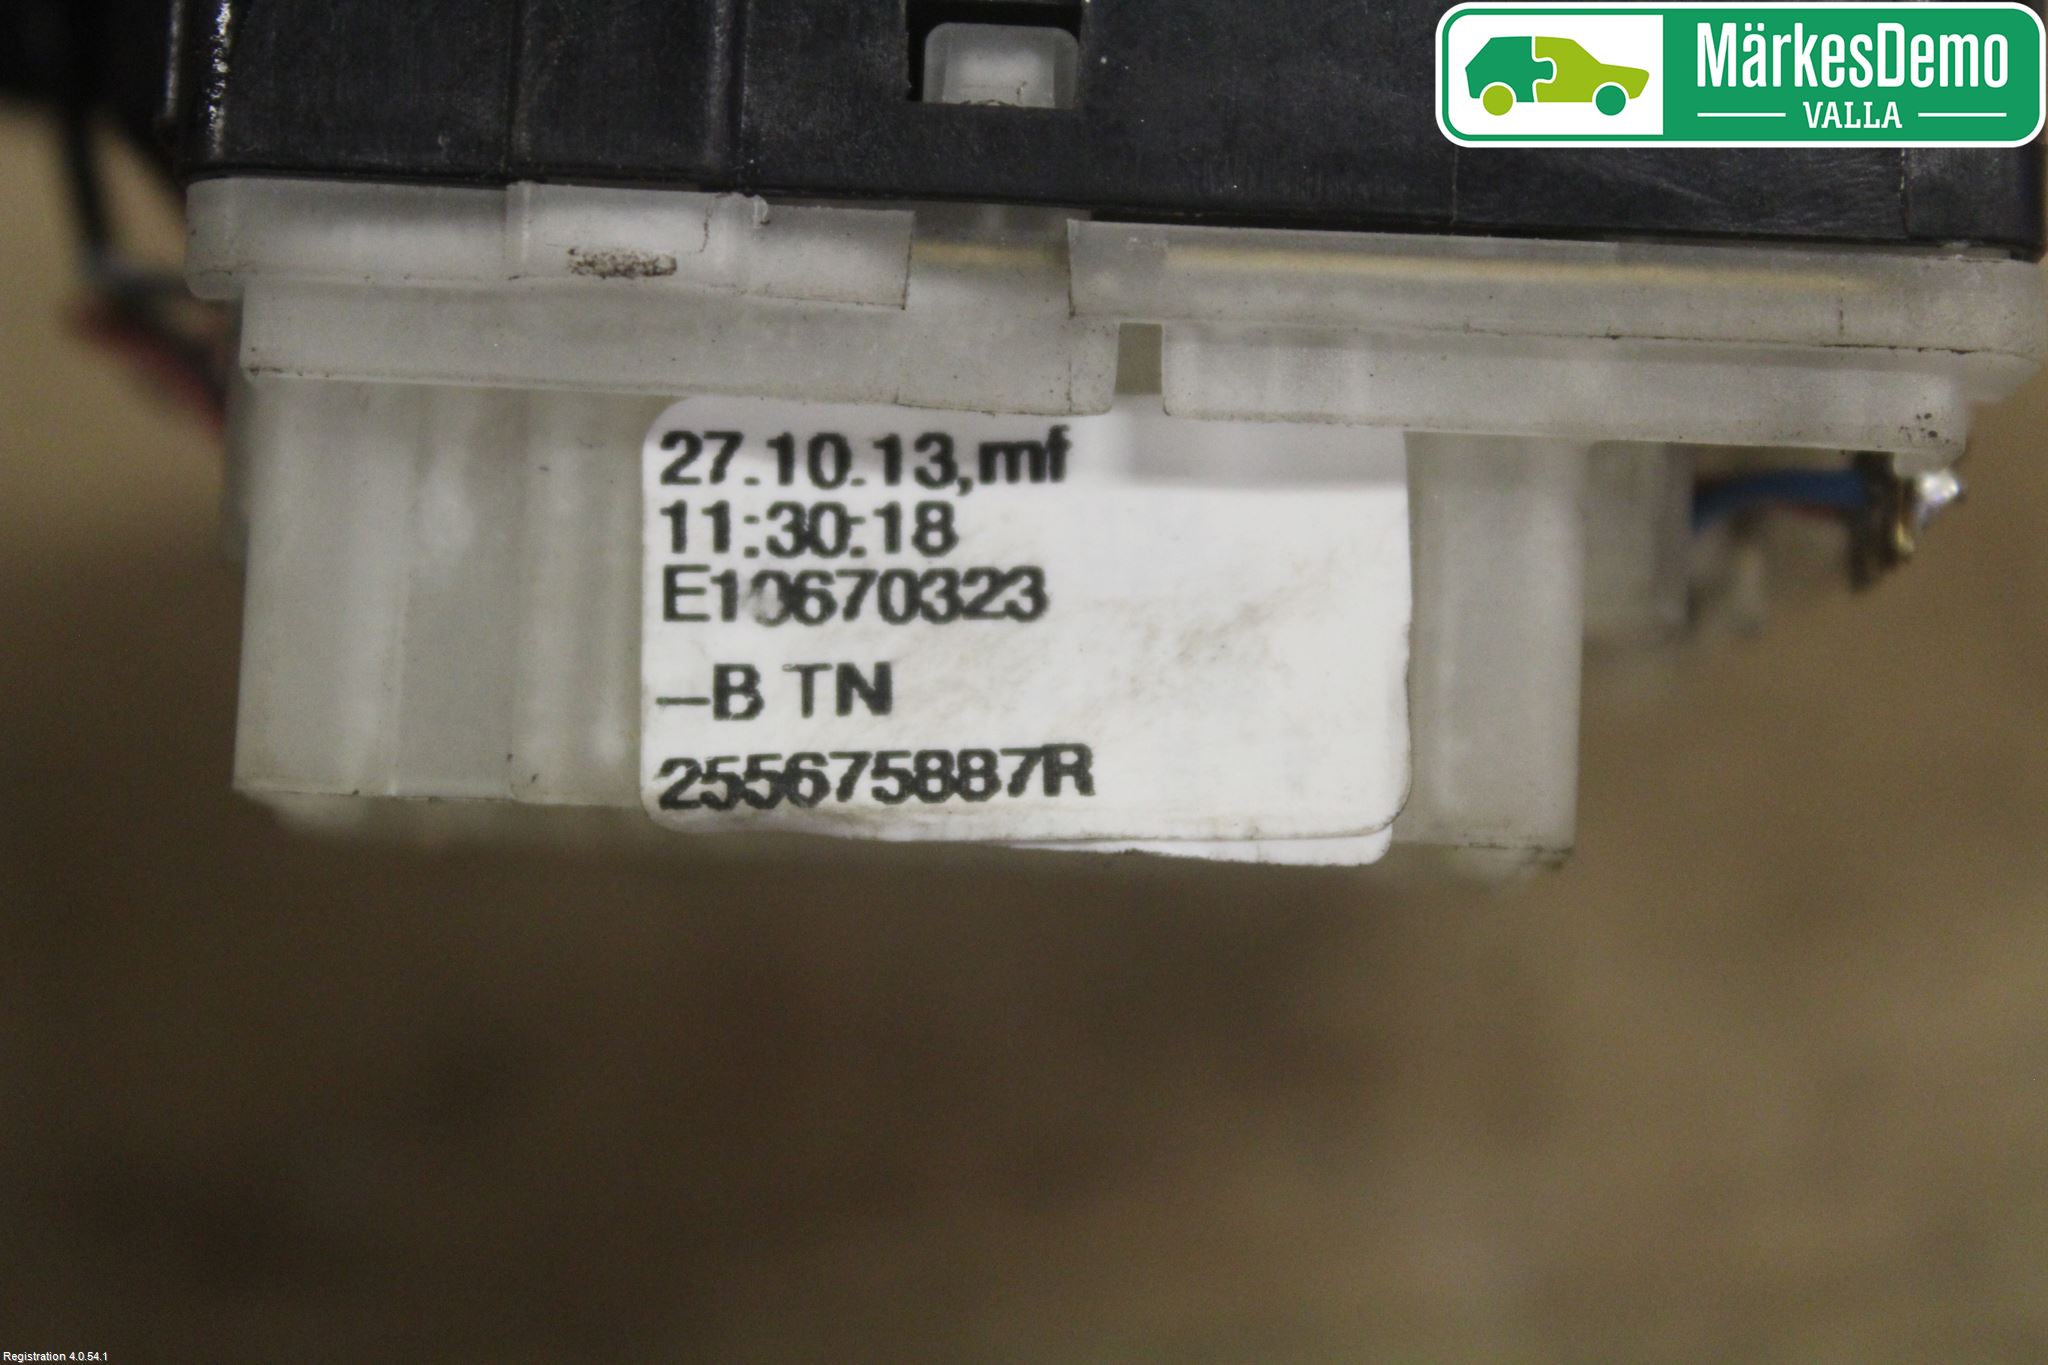 MärkesDemo
VALLA
27.10.13,mf
11:30:18
E10670323
–B TN
255675887R
Registration 4.0.54.1